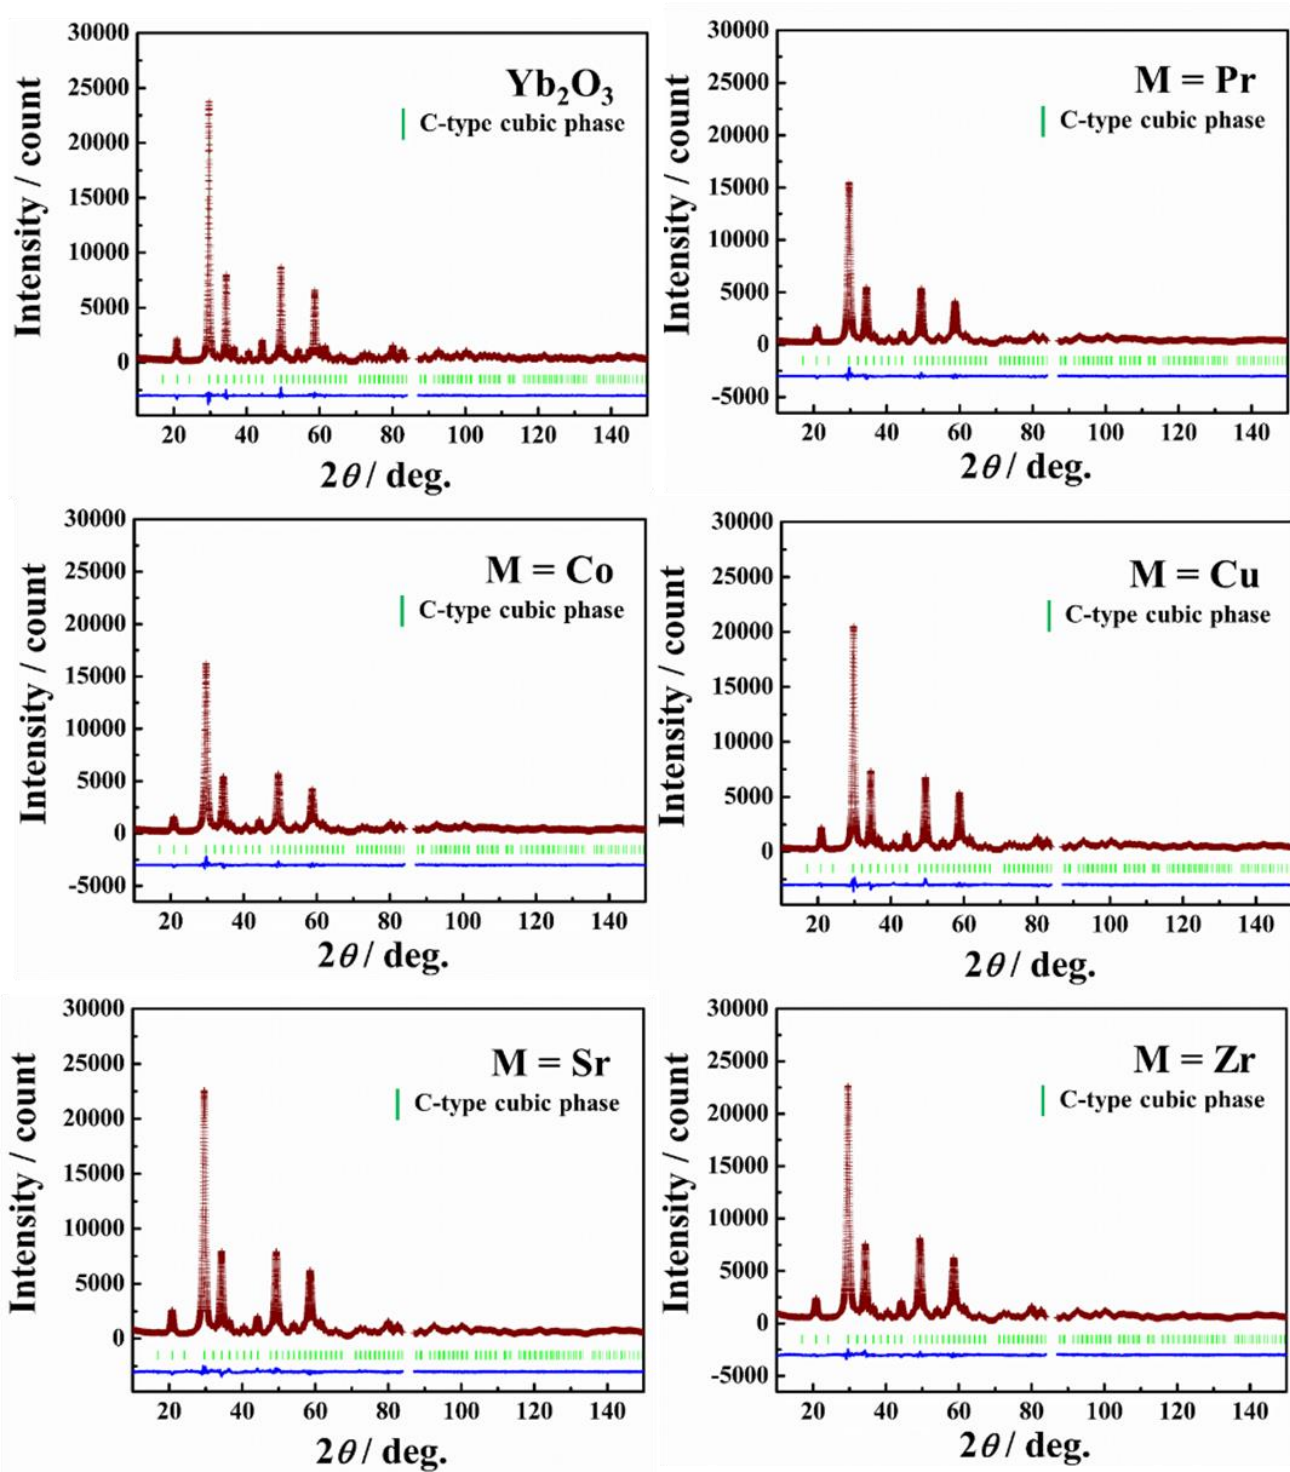 30000
25000
20000
15000
10000
5000
0
Intensity / count
Yb₂O₃
C-type cubic phase
20 40 60 80 100 120 140
2θ / deg.
30000
25000
20000
15000
10000
5000
0
-5000
Intensity / count
M = Pr
C-type cubic phase
20 40 60 80 100 120 140
2θ / deg.
30000
25000
20000
15000
10000
5000
0
-5000
Intensity / count
M = Co
C-type cubic phase
20 40 60 80 100 120 140
2θ / deg.
30000
25000
20000
15000
10000
5000
0
Intensity / count
M = Cu
C-type cubic phase
20 40 60 80 100 120 140
2θ / deg.
30000
25000
20000
15000
10000
5000
0
Intensity / count
M = Sr
C-type cubic phase
20 40 60 80 100 120 140
2θ / deg.
30000
25000
20000
15000
10000
5000
0
-5000
Intensity / count
M = Zr
C-type cubic phase
20 40 60 80 100 120 140
2θ / deg.